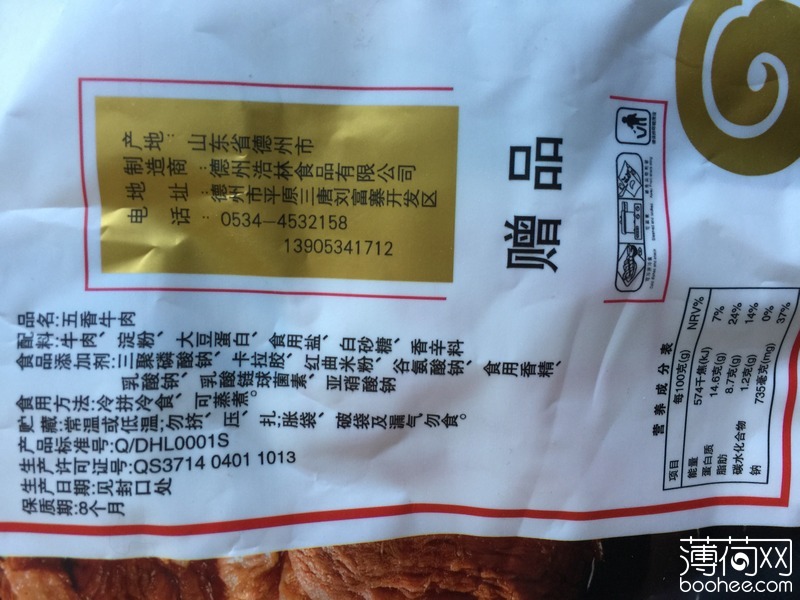 产地：山东省德州市
制造商：德州浩林食品有限公司
地址：德州市平原三唐刘富寨开发区
电话：0534-4532158
13905341712
赠品
品名:五香牛肉
配料:牛肉、淀粉、大豆蛋白、食用盐、白砂糖、香辛料
食品添加剂:三聚磷酸钠、卡拉胶、红曲米粉、谷氨酸钠、食用香精、
乳酸钠、乳酸链球菌素、亚硝酸钠
食用方法:冷拼冷食、可蒸煮。
贮藏:常温或低温:勿挤、压、扎:胀袋、破袋及漏气勿食。
产品标准号:Q/DHL0001S
生产许可证号:QS3714 0401 1013
生产日期:见封口处
保质期:8个月
营养成分表
项目 每100克(g) NRV%
能量 574千焦(kJ) 7%
蛋白质 14.6克(g) 24%
脂肪 8.7克(g) 14%
碳水化合物 1.2克(g) 0%
钠 735毫克(mg) 37%
薄荷网
boohee.com